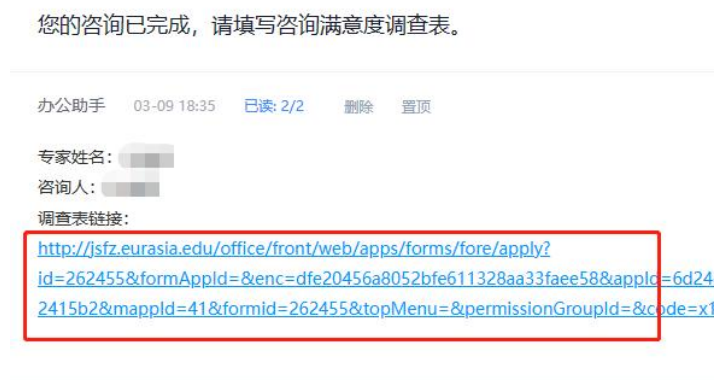 您的咨询已完成，请填写咨询满意度调查表。
办公助手 03-09 18:35 已读: 2/2 删除 置顶
专家姓名：
咨询人：
调查表链接：
http://jsfz.eurasia.edu/office/front/web/apps/forms/fore/apply?
id=262455&formAppId=&enc=dfe20456a8052bfe611328aa33faee58&appId=6d24
2415b2&mappId=41&formid=262455&topMenu=&permissionGroupId=&code=x1